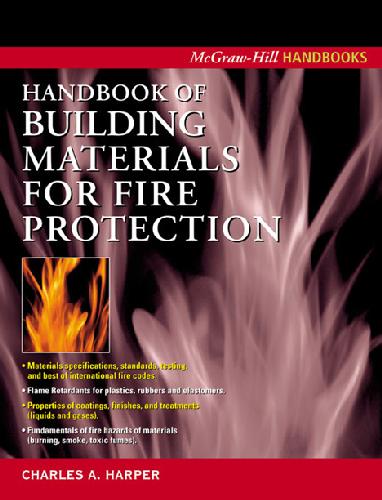 McGraw-Hill HANDBOOKS
HANDBOOK OF
BUILDING
MATERIALS
FOR FIRE
PROTECTION
• Materials specifications, standards, testing,
and best of international fire codes.
• Flame Retardants for plastics, rubbers and elastomers.
• Properties of coatings, finishes, and treatments
(liquids and gases).
• Fundamentals of fire hazards of materials
(burning, smoke, toxic fumes).
CHARLES A. HARPER